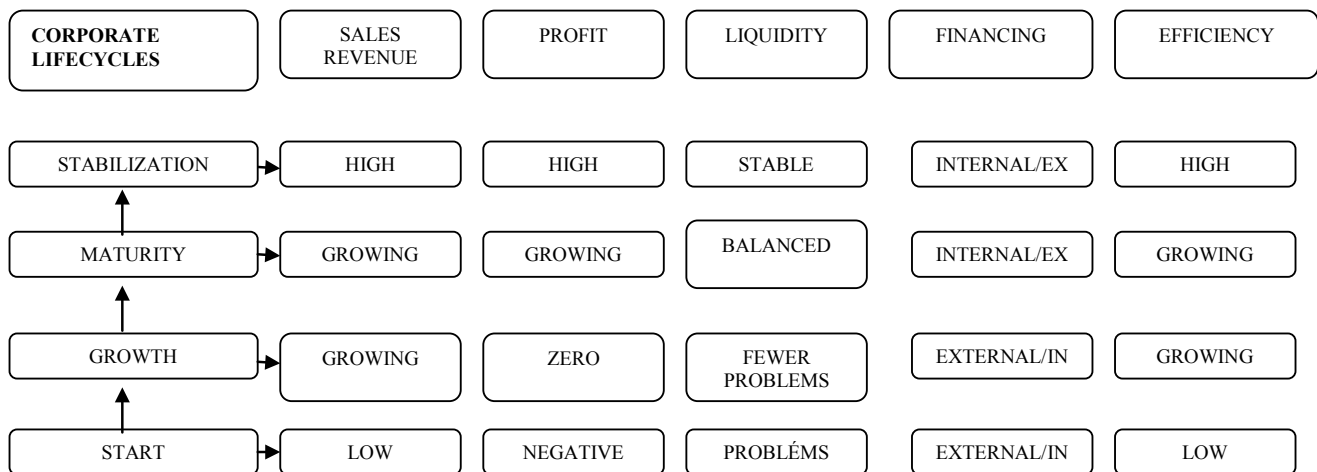 CORPORATE
LIFECYCLES
SALES
REVENUE
PROFIT
LIQUIDITY
FINANCING
EFFICIENCY
STABILIZATION
HIGH
HIGH
STABLE
INTERNAL/EX
HIGH
MATURITY
GROWING
GROWING
BALANCED
INTERNAL/EX
GROWING
GROWTH
GROWING
ZERO
FEWER
PROBLEMS
EXTERNAL/IN
GROWING
START
LOW
NEGATIVE
PROBLÉMS
EXTERNAL/IN
LOW